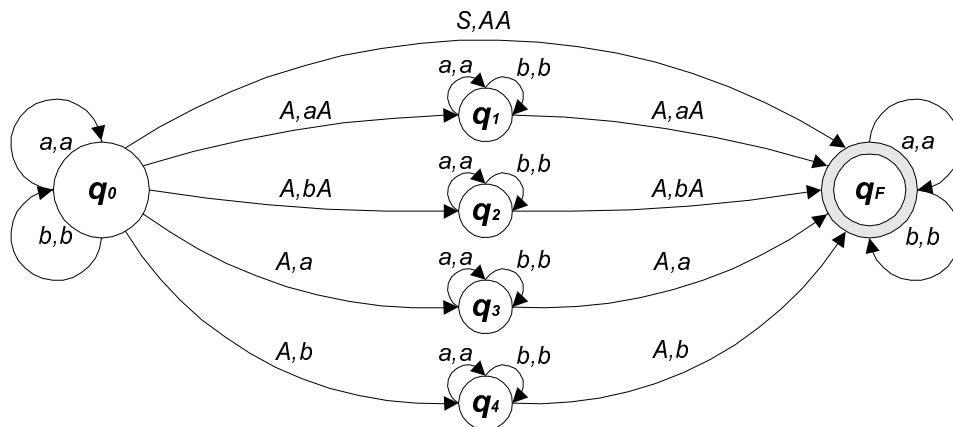 S,AA
a,a b,b
A,aA q1 A,aA
a,a a,a
a,a b,b
q0 A,bA q2 A,bA qF
b,b b,b
a,a b,b
A,a q3 A,a
a,a b,b
A,b q4 A,b